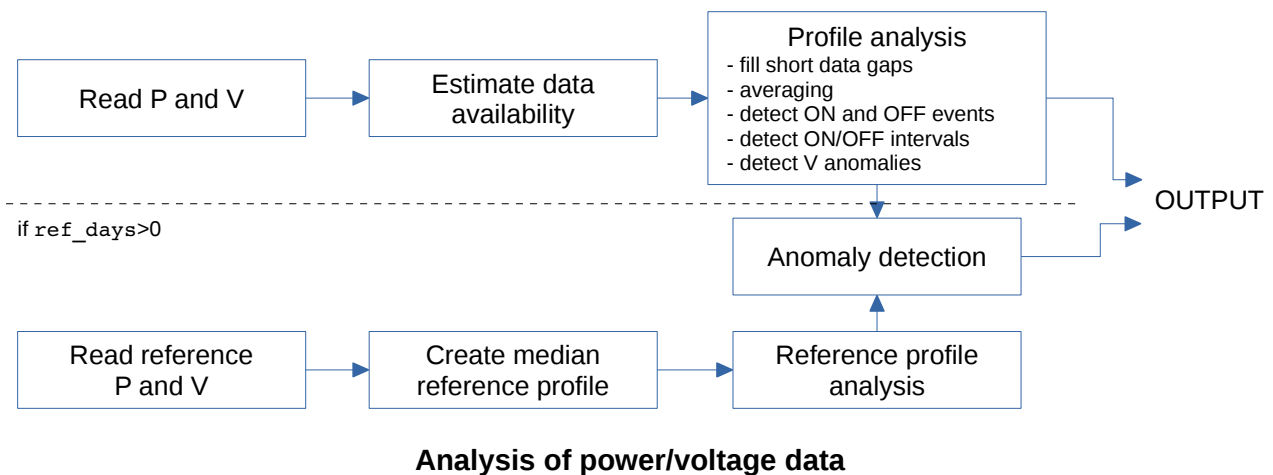 Read P and V
Estimate data
availability
Profile analysis
- fill short data gaps
- averaging
- detect ON and OFF events
- detect ON/OFF intervals
- detect V anomalies
OUTPUT
if ref_days>0
Anomaly detection
Read reference
P and V
Create median
reference profile
Reference profile
analysis
Analysis of power/voltage data